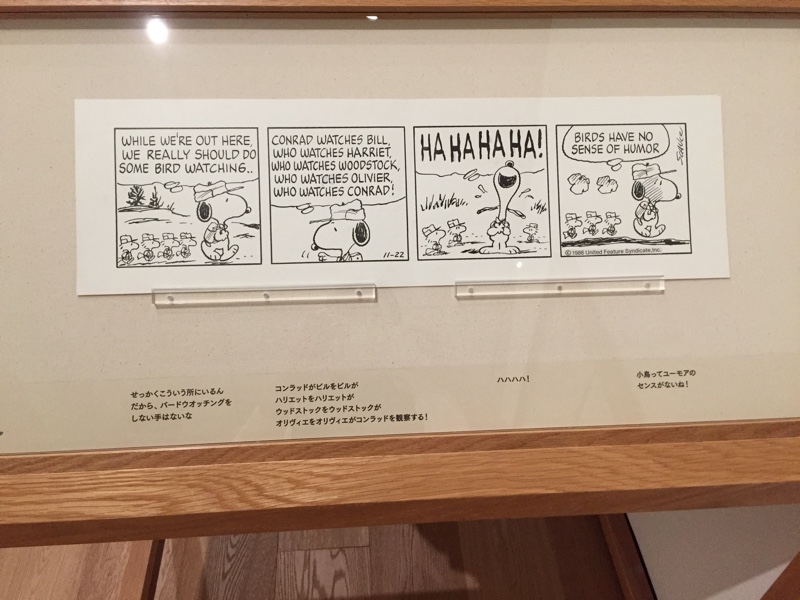 WHILE WE'RE OUT HERE,
WE REALLY SHOULD DO
SOME BIRD WATCHING..
CONRAD WATCHES BILL,
WHO WATCHES HARRIET,
WHO WATCHES WOODSTOCK,
WHO WATCHES OLIVIER,
WHO WATCHES CONRAD!
11-22
HA HA HA HA!
BIRDS HAVE NO
SENSE OF HUMOR
SCHULZ
© 1986 United Feature Syndicate,Inc.
せっかくこういう所にいるん
だから、バードウオッチングを
しない手はないな
コンラッドがビルをビルが
ハリエットをハリエットが
ウッドストックをウッドストックが
オリヴィエをオリヴィエがコンラッドを観察する!
ハハハハ!
小鳥ってユーモアの
センスがないね!